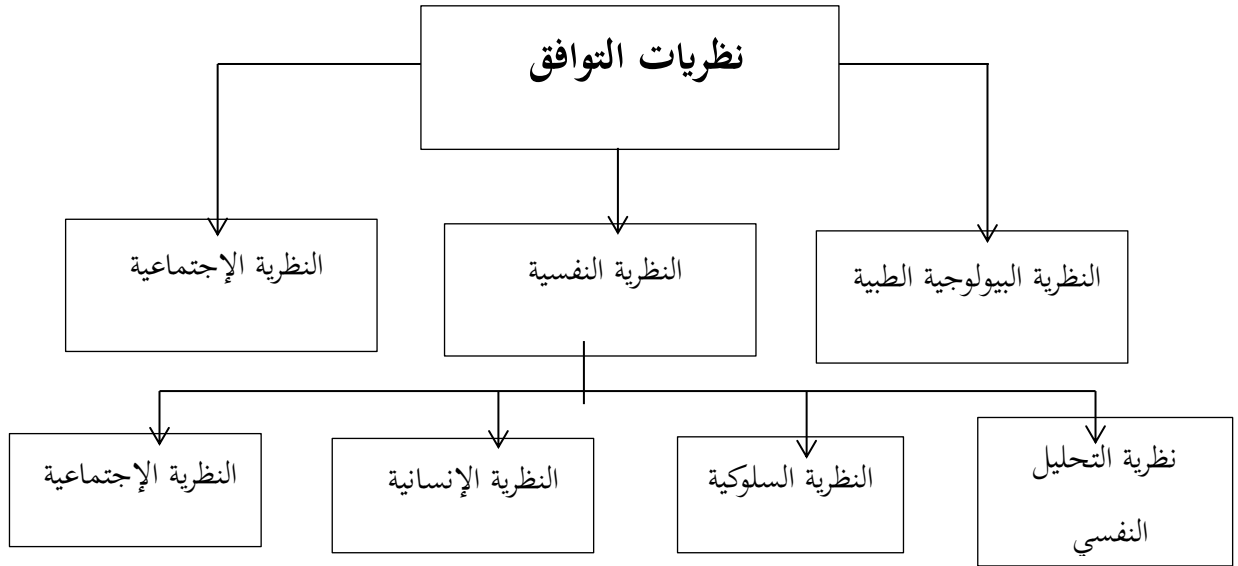 نظريات التوافق
النظرية البيولوجية الطبية
النظرية النفسية
النظرية الإجتماعية
نظرية التحليل
النفسي
النظرية السلوكية
النظرية الإنسانية
النظرية الإجتماعية